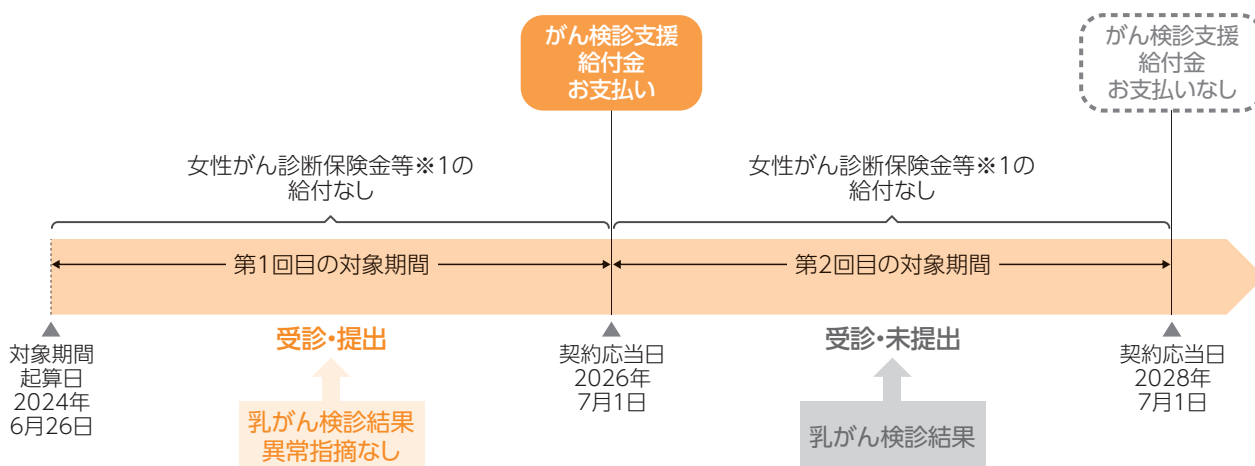 がん検診支援
給付金
お支払い
がん検診支援
給付金
お支払いなし
女性がん診断保険金等※1の
給付なし
女性がん診断保険金等※1の
給付なし
第1回目の対象期間
第2回目の対象期間
対象期間
起算日
2024年
6月26日
受診・提出
乳がん検診結果
異常指摘なし
契約応当日
2026年
7月1日
受診・未提出
乳がん検診結果
契約応当日
2028年
7月1日